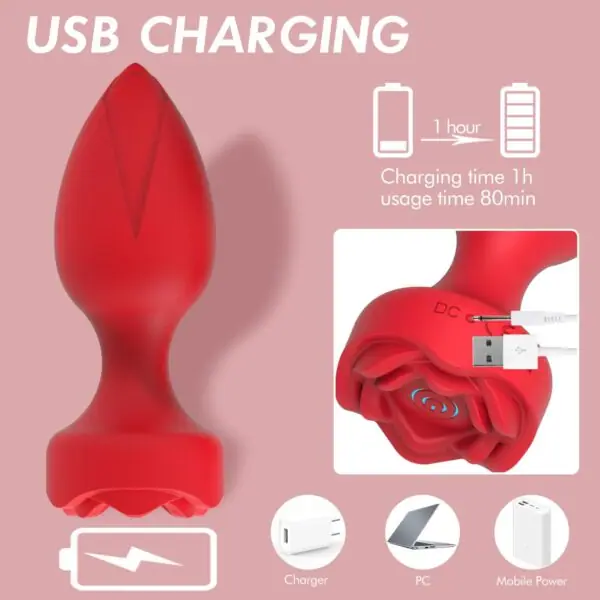 USB CHARGING
1 hour
Charging time 1h
usage time 80min
DC
Charger
PC
Mobile Power